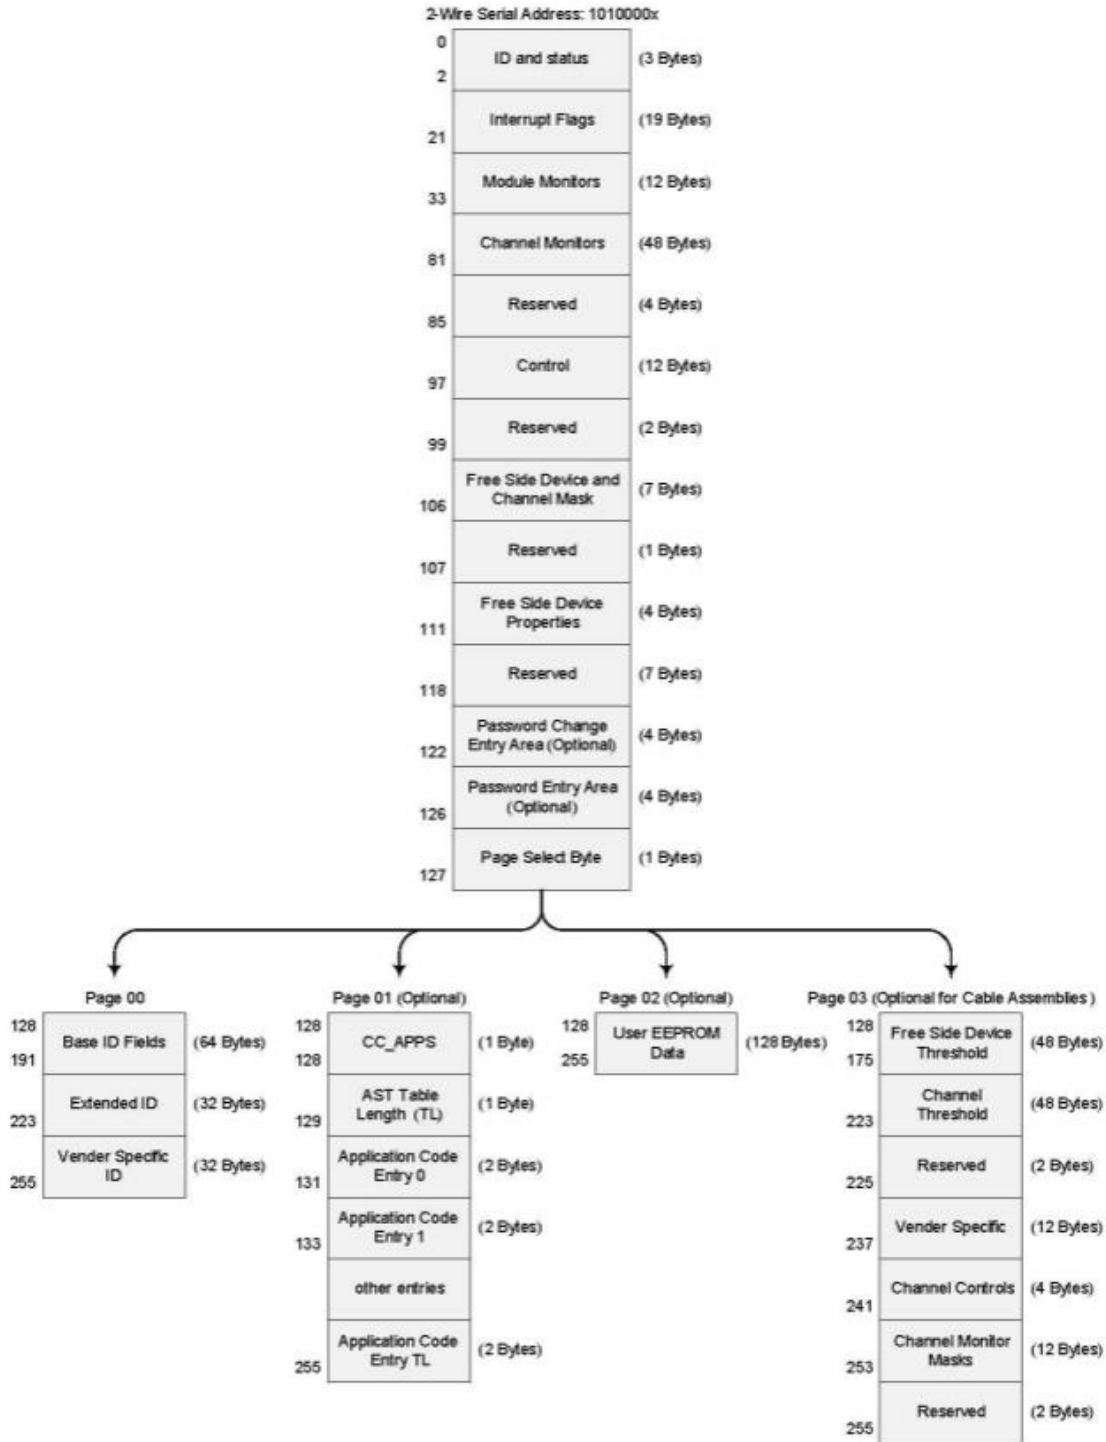 2-Wire Serial Address: 1010000x
0
ID and status (3 Bytes)
2
Interrupt Flags (19 Bytes)
21
Module Monitors (12 Bytes)
33
Channel Monitors (48 Bytes)
81
Reserved (4 Bytes)
85
Control (12 Bytes)
97
Reserved (2 Bytes)
99
Free Side Device and
Channel Mask (7 Bytes)
106
Reserved (1 Bytes)
107
Free Side Device
Properties (4 Bytes)
111
Reserved (7 Bytes)
118
Password Change
Entry Area (Optional) (4 Bytes)
122
Password Entry Area
(Optional) (4 Bytes)
126
Page Select Byte (1 Bytes)
127
Page 00
128
Base ID Fields (64 Bytes)
191
Extended ID (32 Bytes)
223
Vender Specific
ID (32 Bytes)
255
Page 01 (Optional)
128
CC_APPS (1 Byte)
128
AST Table
Length (TL) (1 Byte)
129
Application Code
Entry 0 (2 Bytes)
131
Application Code
Entry 1 (2 Bytes)
133
other entries
Application Code
Entry TL (2 Bytes)
255
Page 02 (Optional)
128
User EEPROM
Data (128 Bytes)
255
Page 03 (Optional for Cable Assemblies )
128
Free Side Device
Threshold (48 Bytes)
175
Channel
Threshold (48 Bytes)
223
Reserved (2 Bytes)
225
Vender Specific (12 Bytes)
237
Channel Controls (4 Bytes)
241
Channel Monitor
Masks (12 Bytes)
253
Reserved (2 Bytes)
255